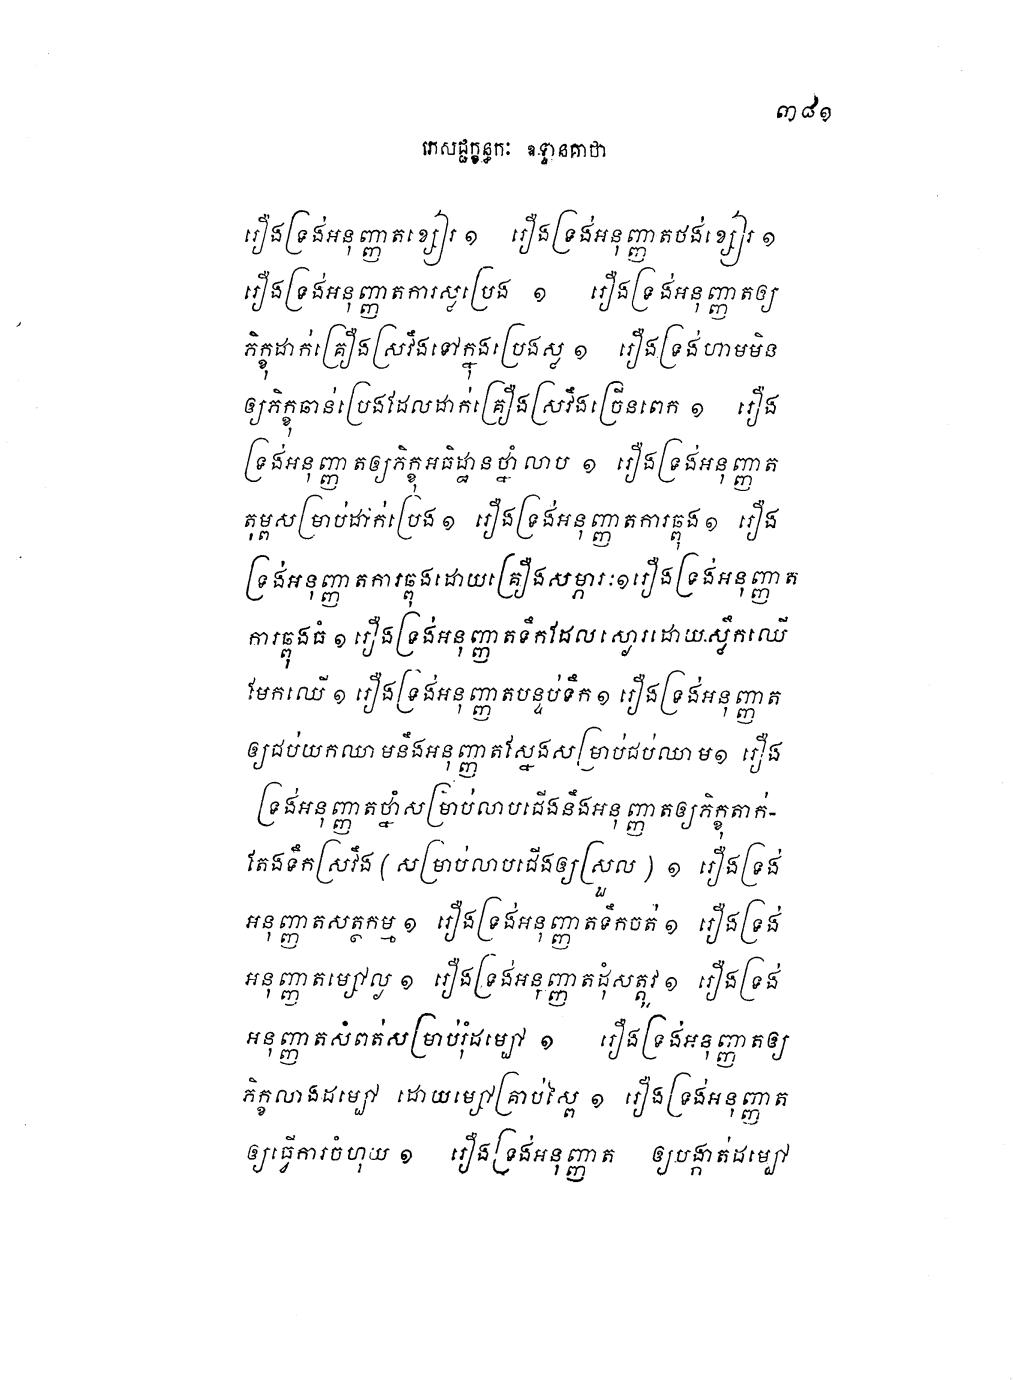 ៣៨១
ភេសជ្ជក្ខន្ធកៈ ឧទ្ទានគាថា
រឿងទ្រង់អនុញ្ញាតខ្សៀរ ១ រឿងទ្រង់អនុញ្ញាតថង់ខ្សៀរ ១
រឿងទ្រង់អនុញ្ញាតការស្លប្រេង ១ រឿងទ្រង់អនុញ្ញាតឲ្យ
ភិក្ខុដាក់គ្រឿងស្រវឹងទៅក្នុងប្រេងស្ល ១ រឿងទ្រង់ហាមមិន
ឲ្យភិក្ខុឆាន់ប្រេងដែលដាក់គ្រឿងស្រវឹងច្រើនពេក ១ រឿង
ទ្រង់អនុញ្ញាតឲ្យភិក្ខុអធិដ្ឋានថ្នាំលាប ១ រឿងទ្រង់អនុញ្ញាត
តុម្ពសម្រាប់ដាក់ប្រេង ១ រឿងទ្រង់អនុញ្ញាតការឆ្ពុង ១ រឿង
ទ្រង់អនុញ្ញាតការឆ្ពុងដោយគ្រឿងសម្ភារៈ ១ រឿងទ្រង់អនុញ្ញាត
ការឆ្ពុងធំ ១ រឿងទ្រង់អនុញ្ញាតទឹកដែលស្ងោរដោយស្លឹកឈើ
មែកឈើ ១ រឿងទ្រង់អនុញ្ញាតបន្ទប់ទឹក ១ រឿងទ្រង់អនុញ្ញាត
ឲ្យជប់យកឈាមនឹងអនុញ្ញាតស្នែងសម្រាប់ជប់ឈាម ១ រឿង
ទ្រង់អនុញ្ញាតថ្នាំសម្រាប់លាបជើងនឹងអនុញ្ញាតឲ្យភិក្ខុតាក់-
តែងទឹកស្រវឹង ( សម្រាប់លាបជើងឲ្យស្រួល ) ១ រឿងទ្រង់
អនុញ្ញាតសត្ថកម្ម ១ រឿងទ្រង់អនុញ្ញាតទឹកចត់ ១ រឿងទ្រង់
អនុញ្ញាតម្សៅល្ង ១ រឿងទ្រង់អនុញ្ញាតដុំសត្តូវ ១ រឿងទ្រង់
អនុញ្ញាតសំពត់សម្រាប់រុំដម្បៅ ១ រឿងទ្រង់អនុញ្ញាតឲ្យ
ភិក្ខុលាងដម្បៅ ដោយម្សៅគ្រាប់ស្ពៃ ១ រឿងទ្រង់អនុញ្ញាត
ឲ្យធ្វើការចំហុយ ១ រឿងទ្រង់អនុញ្ញាត ឲ្យបង្កាត់ដម្បៅ